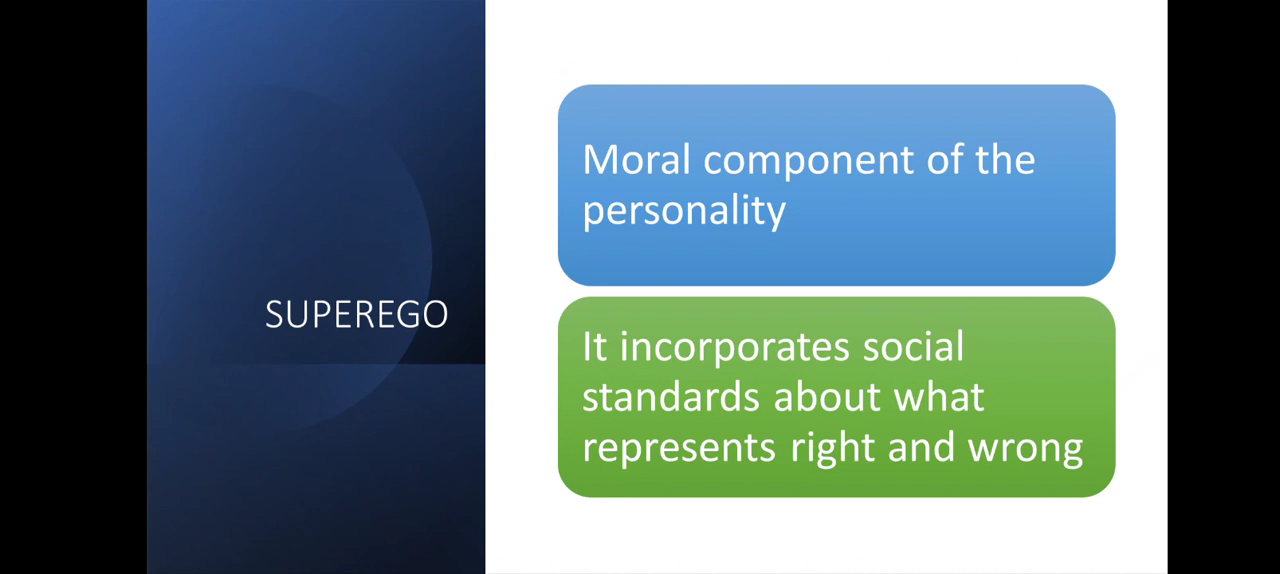 SUPEREGO
Moral component of the
personality
It incorporates social
standards about what
represents right and wrong